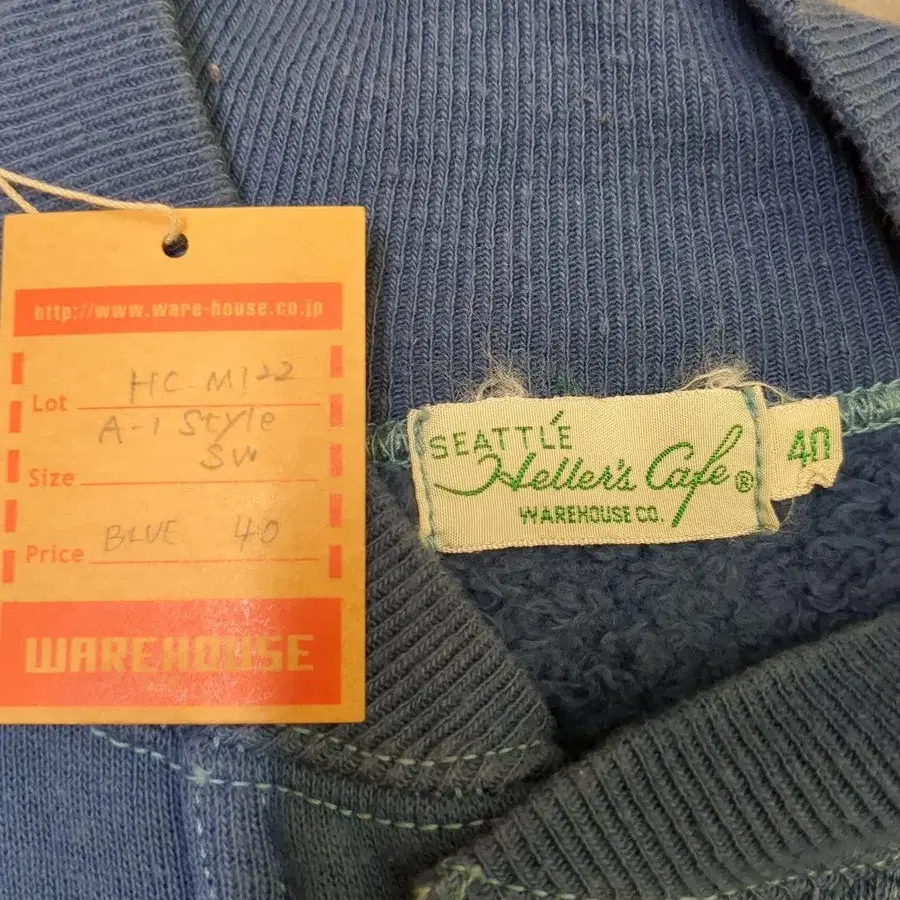 http://www.ware-house.co.jp
Lot HC-M122
A-1 Style
SW
Size
Price BLUE 40
WAREHOUSE
SEATTLE
Heller's Cafe ®
WAREHOUSE CO.
40